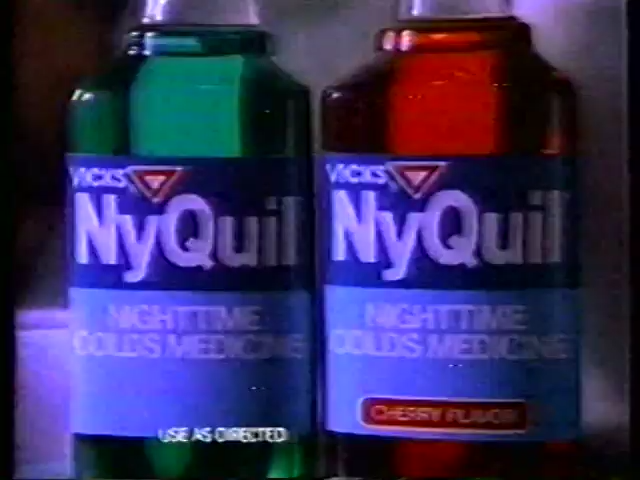 VICKS
NyQuil
NIGHTTIME
COLDS MEDICINE
USE AS DIRECTED
VICKS
NyQuil
NIGHTTIME
COLDS MEDICINE
CHERRY FLAVOR